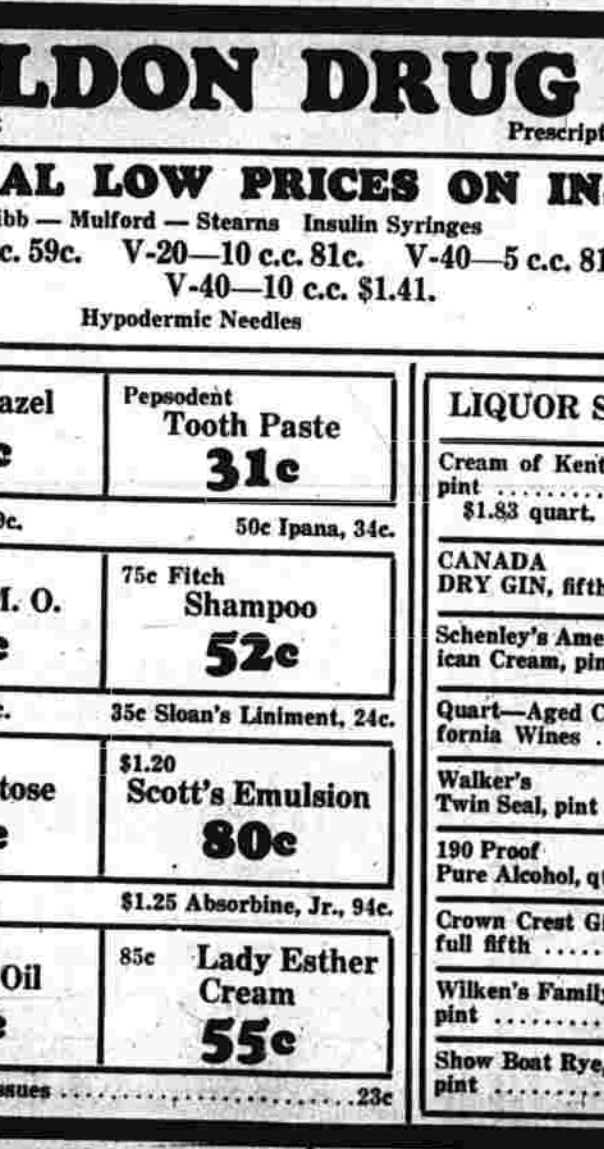 LDON DRUG
Prescript
AL LOW PRICES ON IN
ibb — Mulford — Stearns Insulin Syringes
c. 59c. V-20—10 c.c. 81c. V-40—5 c.c. 81
V-40—10 c.c. $1.41.
Hypodermic Needles
azel
c
9c.
M. O.
c
c.
tose
c
Oil
c
ssues ........................... 23c
Pepsodent
Tooth Paste
31c
50c Ipana, 34c.
75c Fitch
Shampoo
52c
35c Sloan's Liniment, 24c.
$1.20
Scott's Emulsion
80c
$1.25 Absorbine, Jr., 94c.
85c Lady Esther
Cream
55c
LIQUOR S
Cream of Kent
pint .........
$1.83 quart.
CANADA
DRY GIN, fifth
Schenley's Ame
ican Cream, pin
Quart—Aged C
fornia Wines .
Walker's
Twin Seal, pint
190 Proof
Pure Alcohol, qt
Crown Crest Gi
full fifth .....
Wilken's Family
pint .........
Show Boat Rye,
pint .........